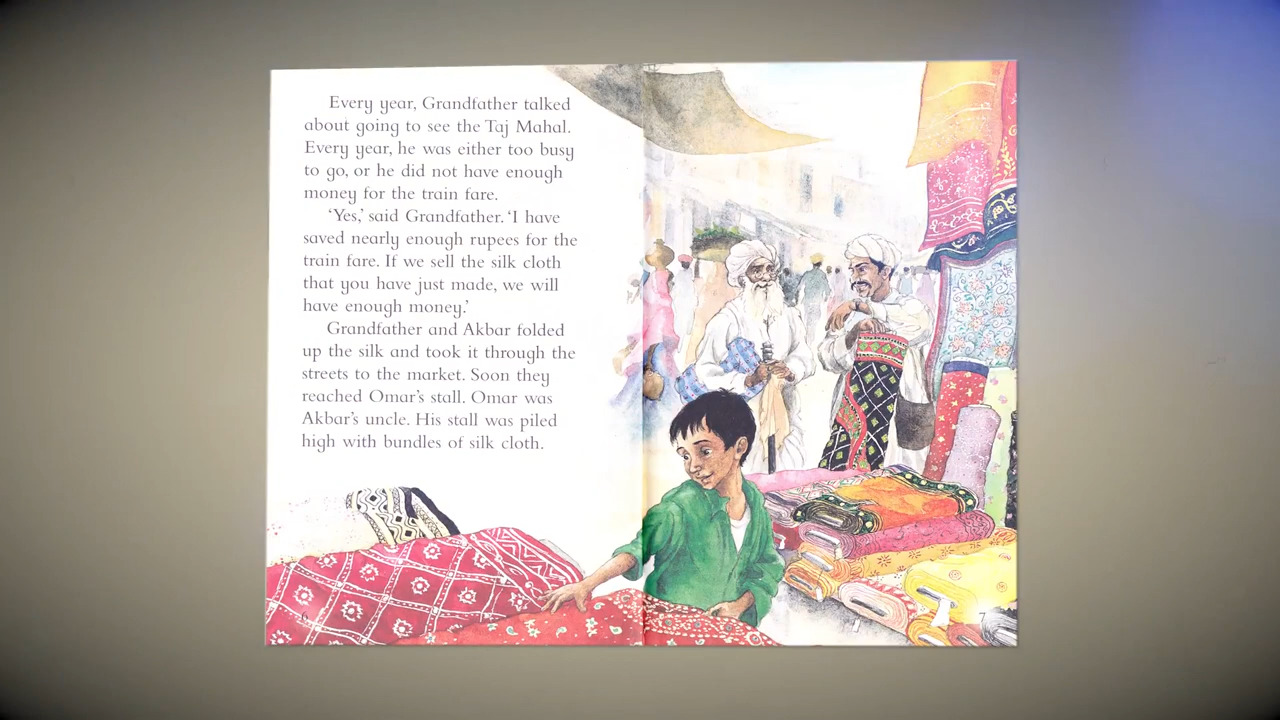 Every year, Grandfather talked
about going to see the Taj Mahal.
Every year, he was either too busy
to go, or he did not have enough
money for the train fare.
‘Yes,’ said Grandfather. ‘I have
saved nearly enough rupees for the
train fare. If we sell the silk cloth
that you have just made, we will
have enough money.’
Grandfather and Akbar folded
up the silk and took it through the
streets to the market. Soon they
reached Omar’s stall. Omar was
Akbar’s uncle. His stall was piled
high with bundles of silk cloth.
7